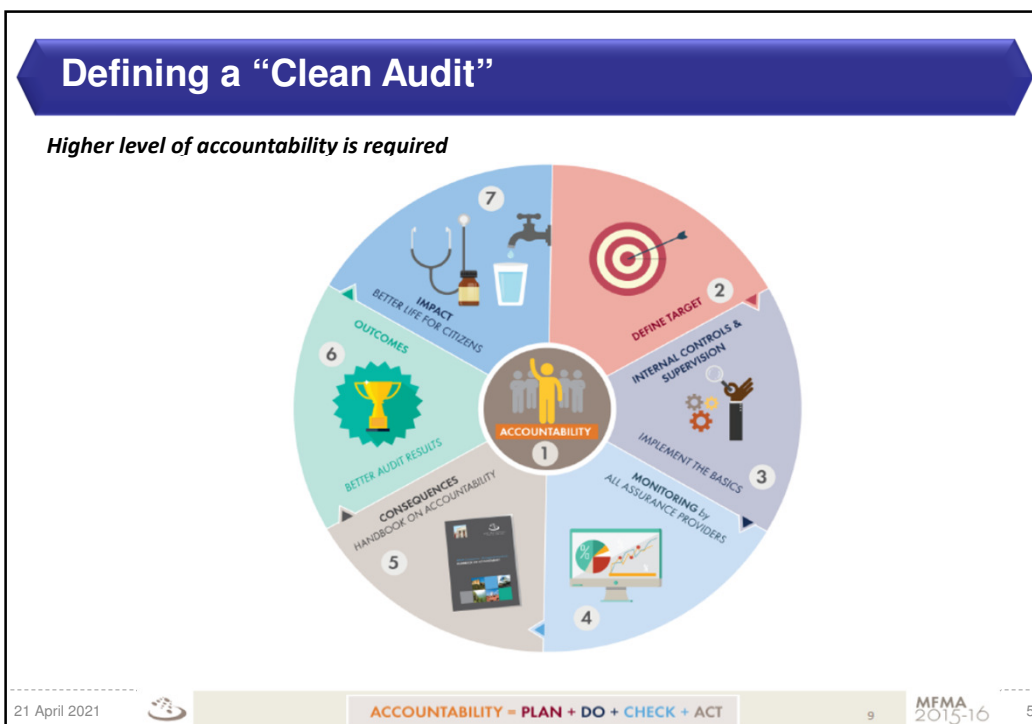 Defining a “Clean Audit”
Higher level of accountability is required
ACCOUNTABILITY
1
2
DEFINE TARGET
INTERNAL CONTROLS &
SUPERVISION
IMPLEMENT THE BASICS
3
MONITORING by
ALL ASSURANCE PROVIDERS
4
CONSEQUENCES
HANDBOOK ON ACCOUNTABILITY
5
OUTCOMES
6
BETTER AUDIT RESULTS
7
IMPACT
BETTER LIFE FOR CITIZENS
%
21 April 2021
ACCOUNTABILITY = PLAN + DO + CHECK + ACT
9
MFMA
2015-16
5